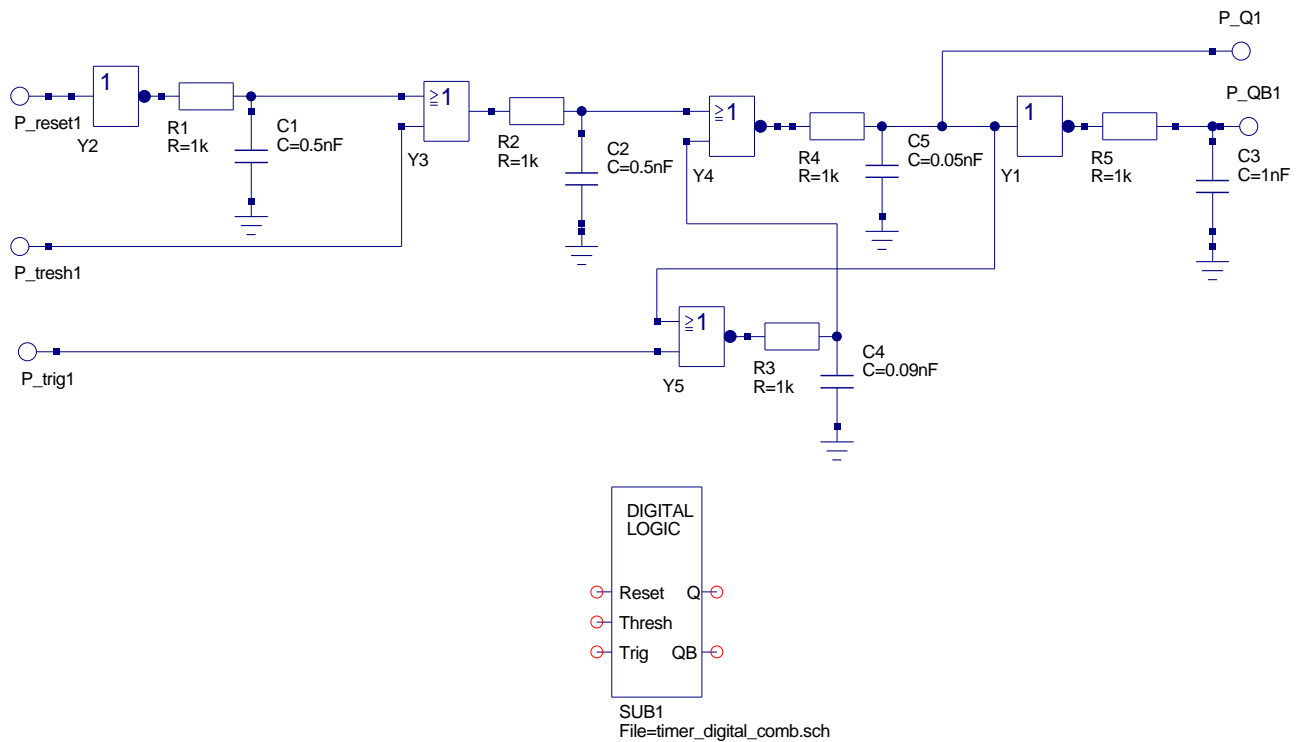 P_Q1
P_reset1
1
Y2
R1
R=1k
C1
C=0.5nF
≥1
Y3
R2
R=1k
C2
C=0.5nF
≥1
Y4
R4
R=1k
C5
C=0.05nF
1
Y1
R5
R=1k
P_QB1
C3
C=1nF
P_tresh1
P_trig1
≥1
Y5
R3
R=1k
C4
C=0.09nF
DIGITAL
LOGIC
Reset Q
Thresh
Trig QB
SUB1
File=timer_digital_comb.sch